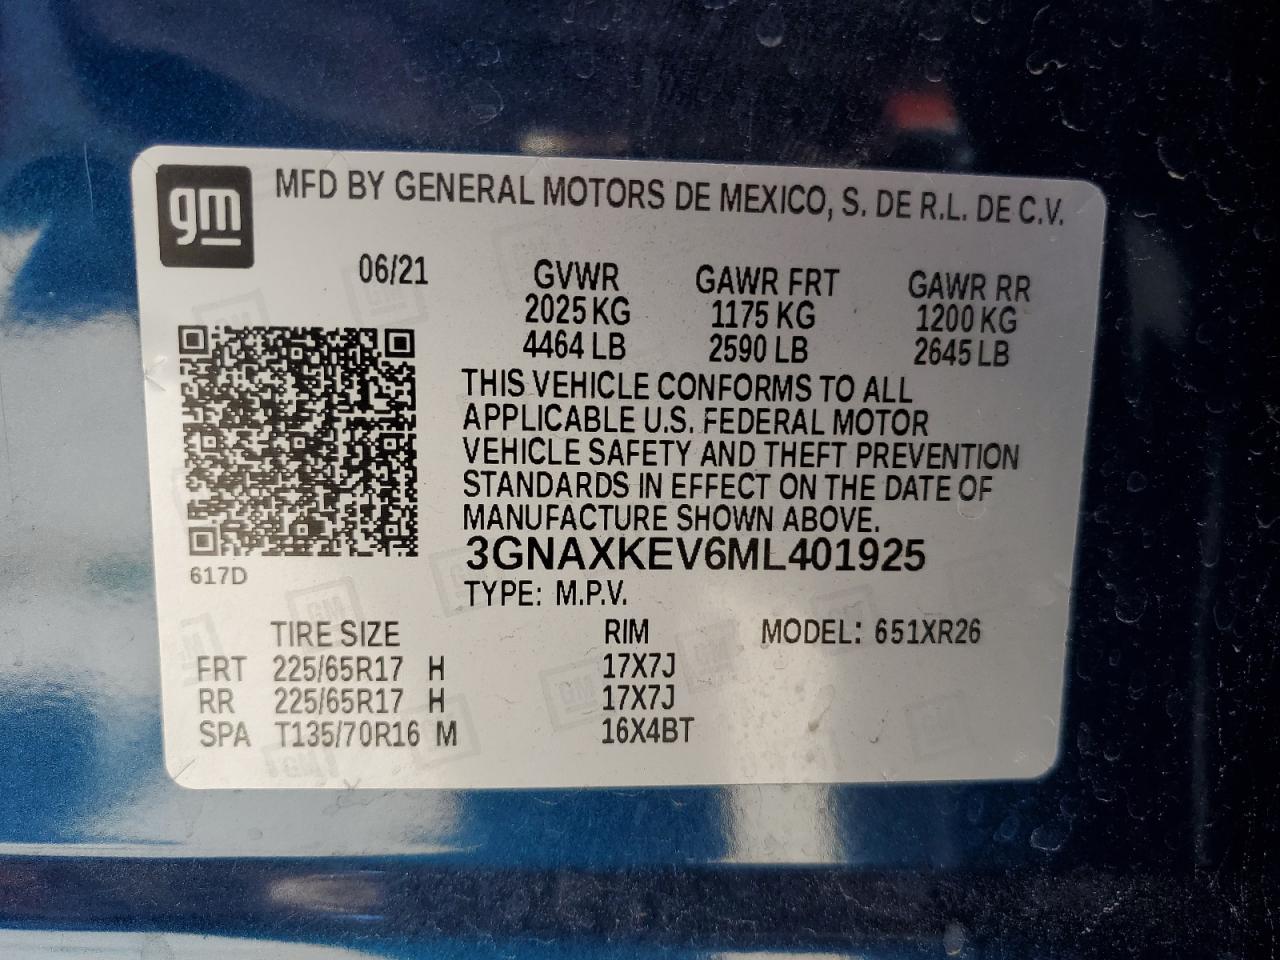 gm
MFD BY GENERAL MOTORS DE MEXICO, S. DE R.L. DE C.V.
06/21 GVWR GAWR FRT GAWR RR
2025 KG 1175 KG 1200 KG
4464 LB 2590 LB 2645 LB
THIS VEHICLE CONFORMS TO ALL
APPLICABLE U.S. FEDERAL MOTOR
VEHICLE SAFETY AND THEFT PREVENTION
STANDARDS IN EFFECT ON THE DATE OF
MANUFACTURE SHOWN ABOVE.
3GNAXKEV6ML401925
617D
TYPE: M.P.V.
TIRE SIZE RIM MODEL: 651XR26
FRT 225/65R17 H 17X7J
RR 225/65R17 H 17X7J
SPA T135/70R16 M 16X4BT